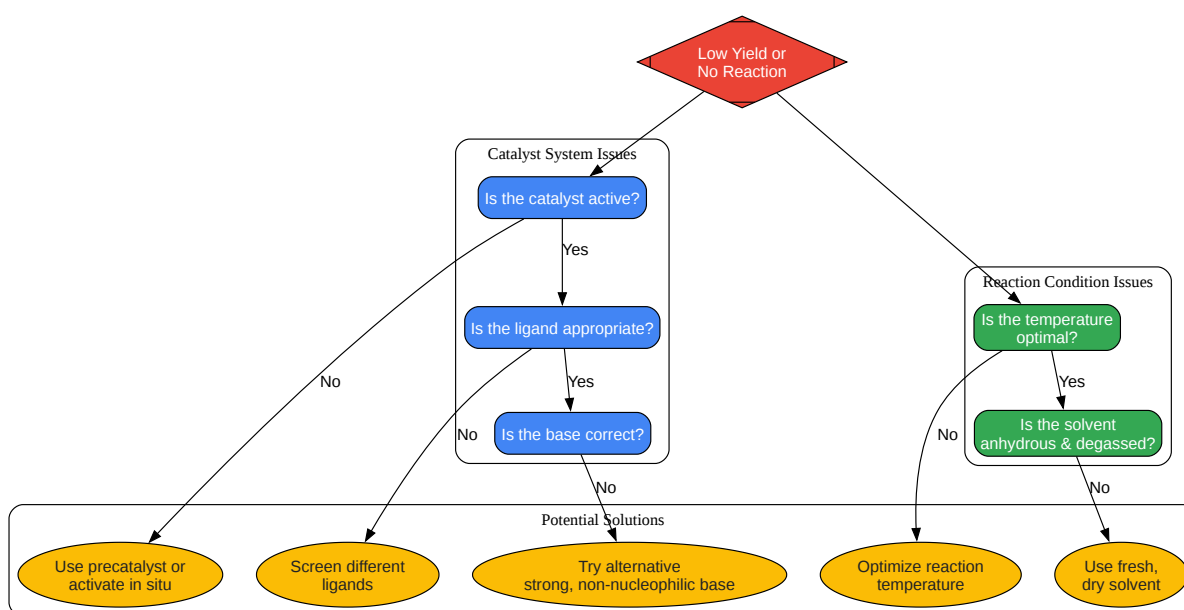 Low Yield or
No Reaction
Catalyst System Issues
Is the catalyst active?
Yes
Reaction Condition Issues
Is the ligand appropriate?
Is the temperature
optimal?
No
Yes
Yes
Is the base correct?
Is the solvent
anhydrous & degassed?
No
No
No
No
Potential Solutions
Use precatalyst or
activate in situ
Screen different
ligands
Try alternative
strong, non-nucleophilic base
Optimize reaction
temperature
Use fresh,
dry solvent